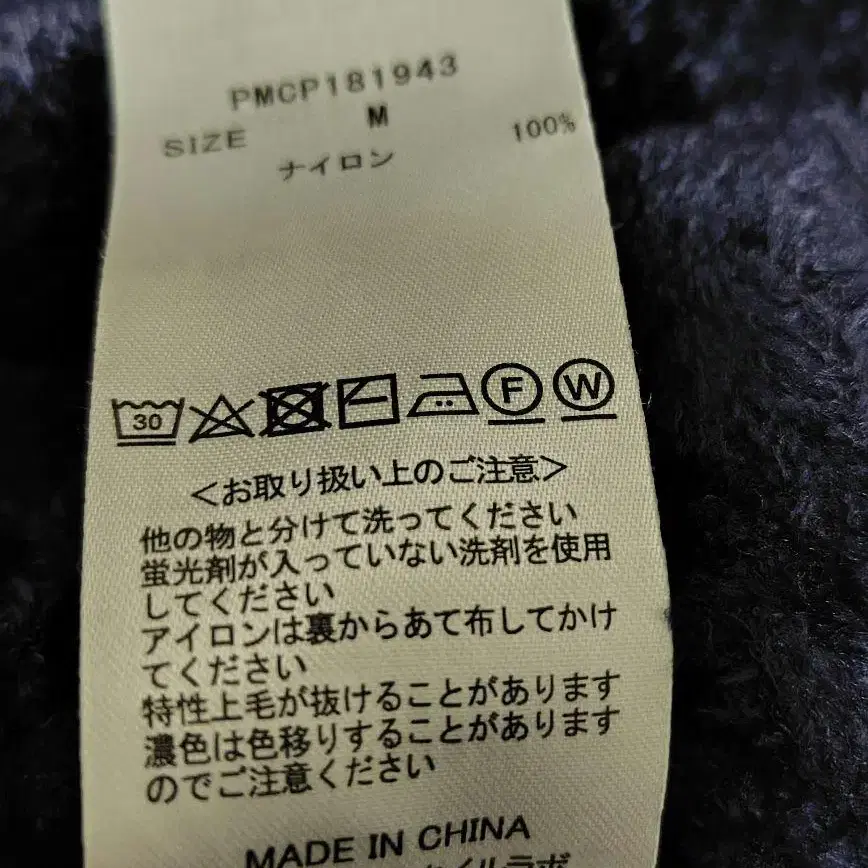 PMCP181943
SIZE M
ナイロン 100%
30 F W
<お取り扱い上のご注意>
他の物と分けて洗ってください
蛍光剤が入っていない洗剤を使用
してください
アイロンは裏からあて布してかけ
てください
特性上毛が抜けることがあります
濃色は色移りすることがあります
のでご注意ください
MADE IN CHINA